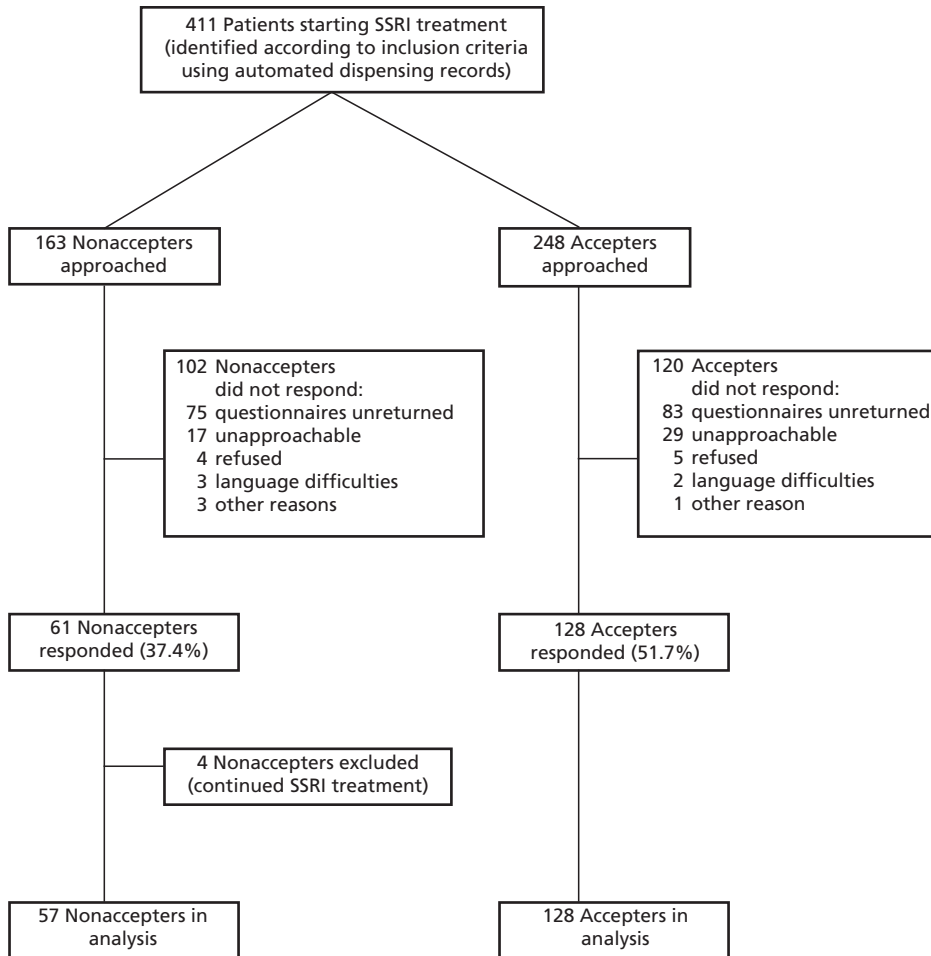 411 Patients starting SSRI treatment
(identified according to inclusion criteria
using automated dispensing records)
163 Nonaccepters
approached
248 Accepters
approached
102 Nonaccepters
did not respond:
75 questionnaires unreturned
17 unapproachable
4 refused
3 language difficulties
3 other reasons
120 Accepters
did not respond:
83 questionnaires unreturned
29 unapproachable
5 refused
2 language difficulties
1 other reason
61 Nonaccepters
responded (37.4%)
128 Accepters
responded (51.7%)
4 Nonaccepters excluded
(continued SSRI treatment)
57 Nonaccepters in
analysis
128 Accepters in
analysis